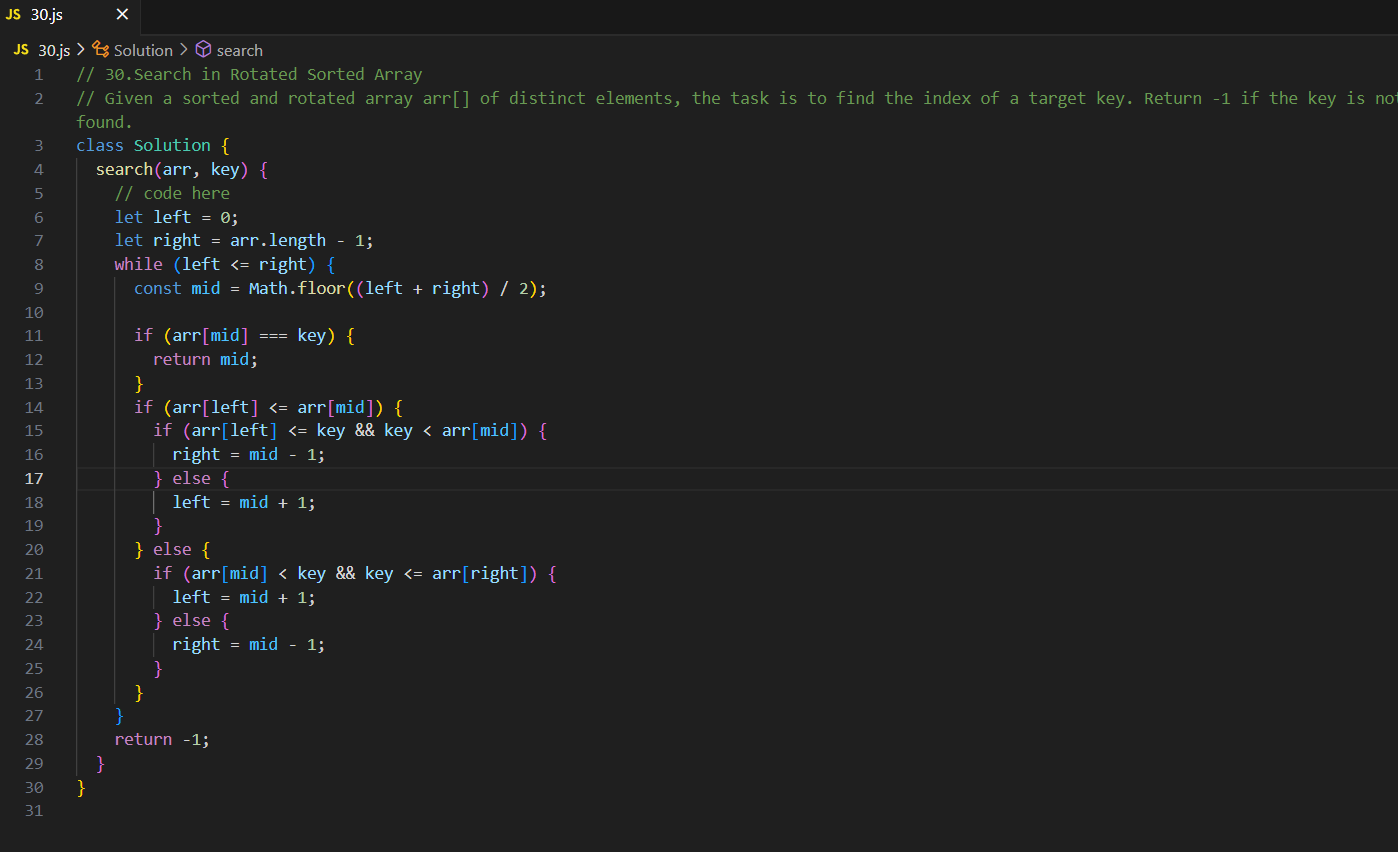 JS 30.js ×
JS 30.js > Solution > search
1 // 30.Search in Rotated Sorted Array
2 // Given a sorted and rotated array arr[] of distinct elements, the task is to find the index of a target key. Return -1 if the key is
found.
3 class Solution {
4 search(arr, key) {
5 // code here
6 let left = 0;
7 let right = arr.length - 1;
8 while (left <= right) {
9 const mid = Math.floor((left + right) / 2);
10
11 if (arr[mid] === key) {
12 return mid;
13 }
14 if (arr[left] <= arr[mid]) {
15 if (arr[left] <= key && key < arr[mid]) {
16 right = mid - 1;
17 } else {
18 left = mid + 1;
19 }
20 } else {
21 if (arr[mid] < key && key <= arr[right]) {
22 left = mid + 1;
23 } else {
24 right = mid - 1;
25 }
26 }
27 }
28 return -1;
29 }
30 }
31